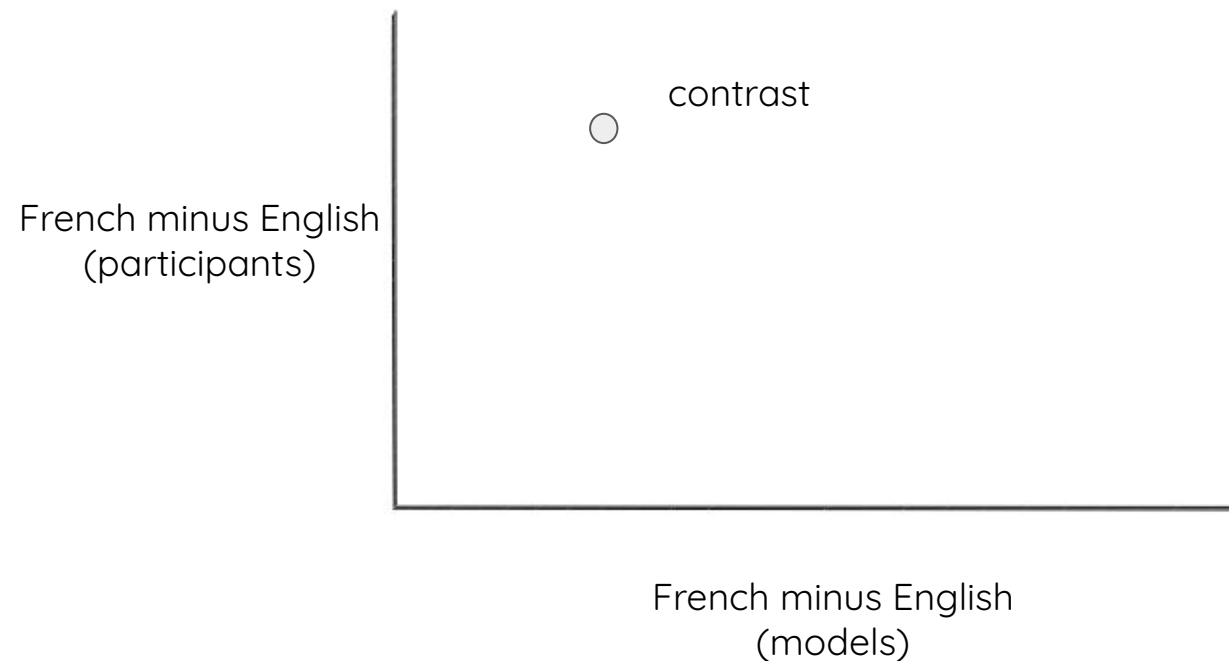 contrast
French minus English
(participants)
French minus English
(models)